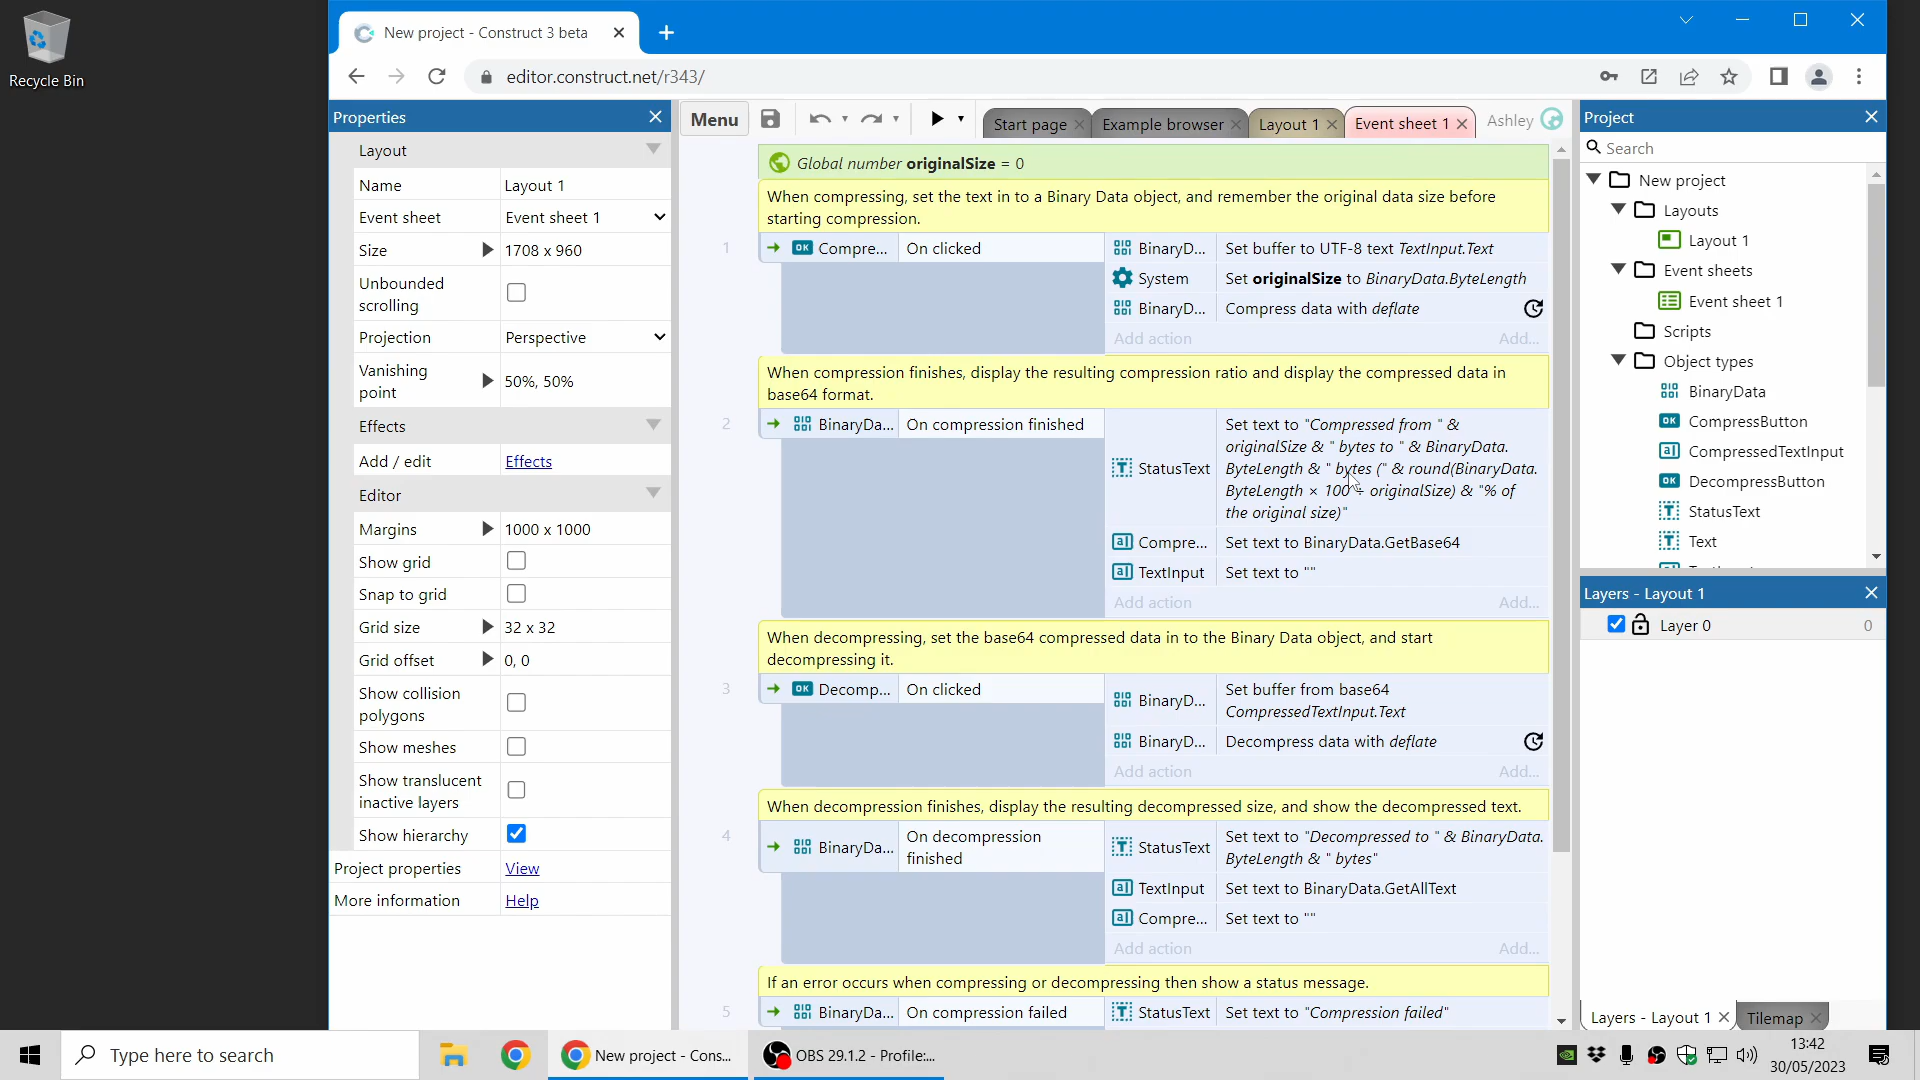 Recycle Bin
New project - Construct 3 beta
editor.construct.net/r343/
Properties
Layout
Name Layout 1
Event sheet Event sheet 1
Size 1708 x 960
Unbounded
scrolling
Projection Perspective
Vanishing
point 50%, 50%
Effects
Add / edit Effects
Editor
Margins 1000 x 1000
Show grid
Snap to grid
Grid size 32 x 32
Grid offset 0, 0
Show collision
polygons
Show meshes
Show translucent
inactive layers
Show hierarchy
Project properties View
More information Help
Menu
Start page
Example browser
Layout 1
Event sheet 1
Ashley
Global number originalSize = 0
When compressing, set the text in to a Binary Data object, and remember the original data size before
starting compression.
1
OK Compre... On clicked
BinaryD... Set buffer to UTF-8 text TextInput.Text
System Set originalSize to BinaryData.ByteLength
BinaryD... Compress data with deflate
Add action Add...
When compression finishes, display the resulting compression ratio and display the compressed data in
base64 format.
2
BinaryDa... On compression finished
StatusText
Set text to "Compressed from " &
originalSize & " bytes to " & BinaryData.
ByteLength & " bytes (" & round(BinaryData.
ByteLength × 100 ÷ originalSize) & "% of
the original size)"
Compre... Set text to BinaryData.GetBase64
TextInput Set text to ""
Add action Add...
When decompressing, set the base64 compressed data in to the Binary Data object, and start
decompressing it.
3
OK Decomp... On clicked
BinaryD... Set buffer from base64
CompressedTextInput.Text
BinaryD... Decompress data with deflate
Add action Add...
When decompression finishes, display the resulting decompressed size, and show the decompressed text.
4
BinaryDa... On decompression
finished
StatusText Set text to "Decompressed to " & BinaryData.
ByteLength & " bytes"
TextInput Set text to BinaryData.GetAllText
Compre... Set text to ""
Add action Add...
If an error occurs when compressing or decompressing then show a status message.
5
BinaryDa... On compression failed
StatusText Set text to "Compression failed"
Project
Search
New project
Layouts
Layout 1
Event sheets
Event sheet 1
Scripts
Object types
BinaryData
OK CompressButton
CompressedTextInput
OK DecompressButton
StatusText
Text
Layers - Layout 1
Layer 0 0
Layers - Layout 1
Tilemap
Type here to search
New project - Cons...
OBS 29.1.2 - Profile:...
13:42
30/05/2023